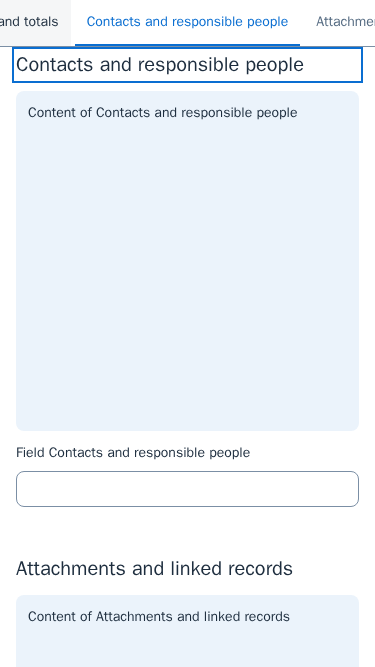 and totals
Contacts and responsible people
Contacts and responsible people
Content of Contacts and responsible people
Field Contacts and responsible people
Attachments and linked records
Content of Attachments and linked records